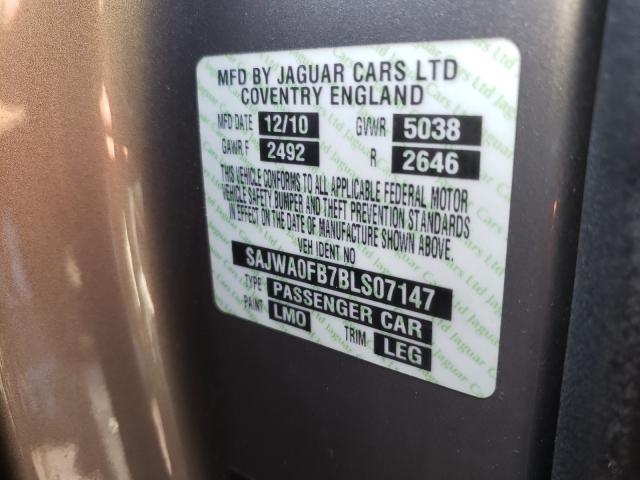 MFD BY JAGUAR CARS LTD
COVENTRY ENGLAND
MFD DATE 12/10 GVWR 5038
GAWR F 2492 R 2646
THIS VEHICLE CONFORMS TO ALL APPLICABLE FEDERAL MOTOR
VEHICLE SAFETY, BUMPER AND THEFT PREVENTION STANDARDS
IN EFFECT ON THE DATE OF MANUFACTURE SHOWN ABOVE.
VEH IDENT NO
SAJWA0FB7BLS07147
TYPE PASSENGER CAR
PAINT LMO TRIM LEG